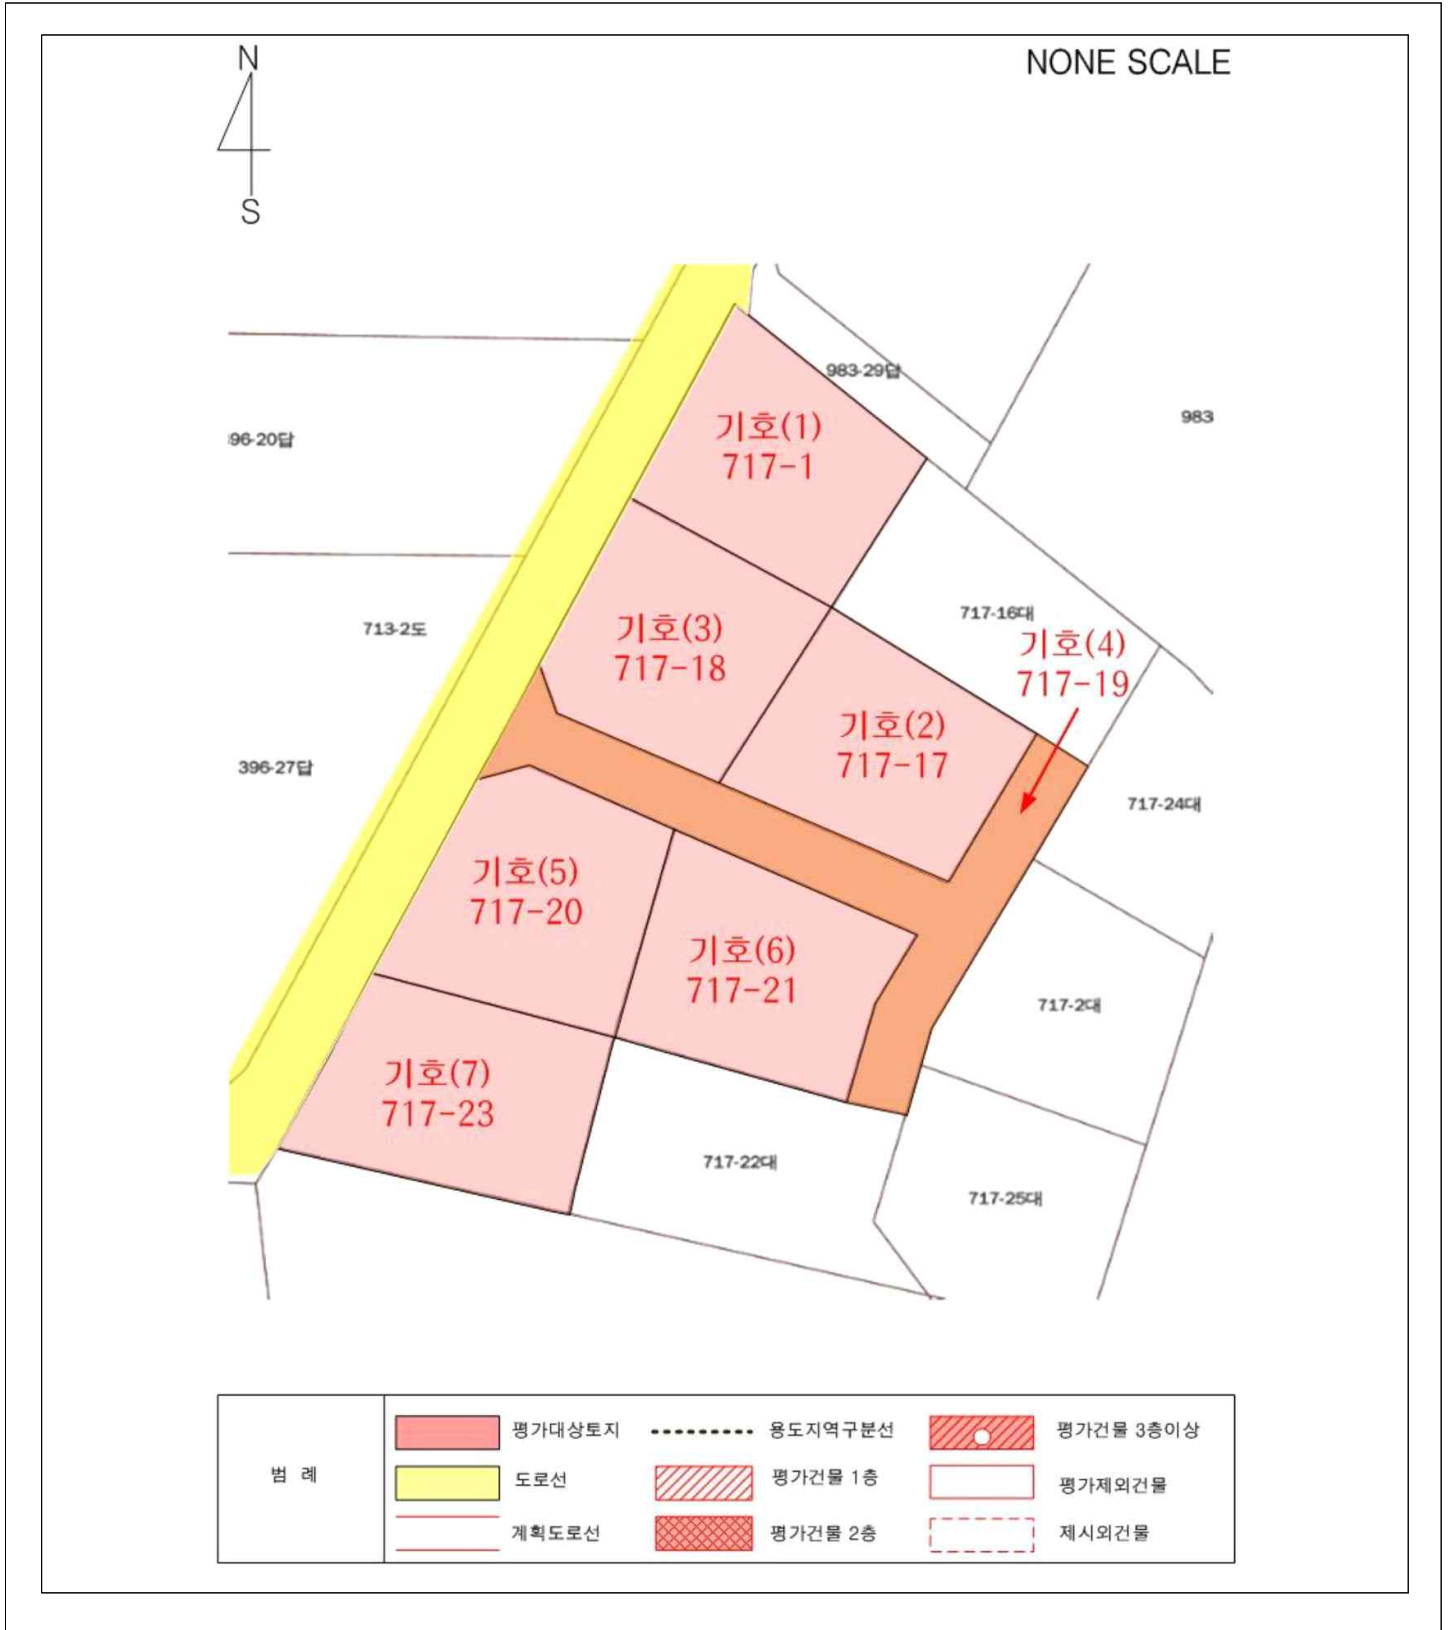 N
NONE SCALE
S
983-29답
983
기호(1)
717-1
396-20답
717-16대
기호(3)
717-18
713-2도
기호(4)
717-19
기호(2)
717-17
396-27답
717-24대
기호(5)
717-20
기호(6)
717-21
717-2대
기호(7)
717-23
717-22대
717-25대
범 례
평가대상토지
용도지역구분선
평가건물 3층이상
도로선
평가건물 1층
평가제외건물
계획도로선
평가건물 2층
제시외건물